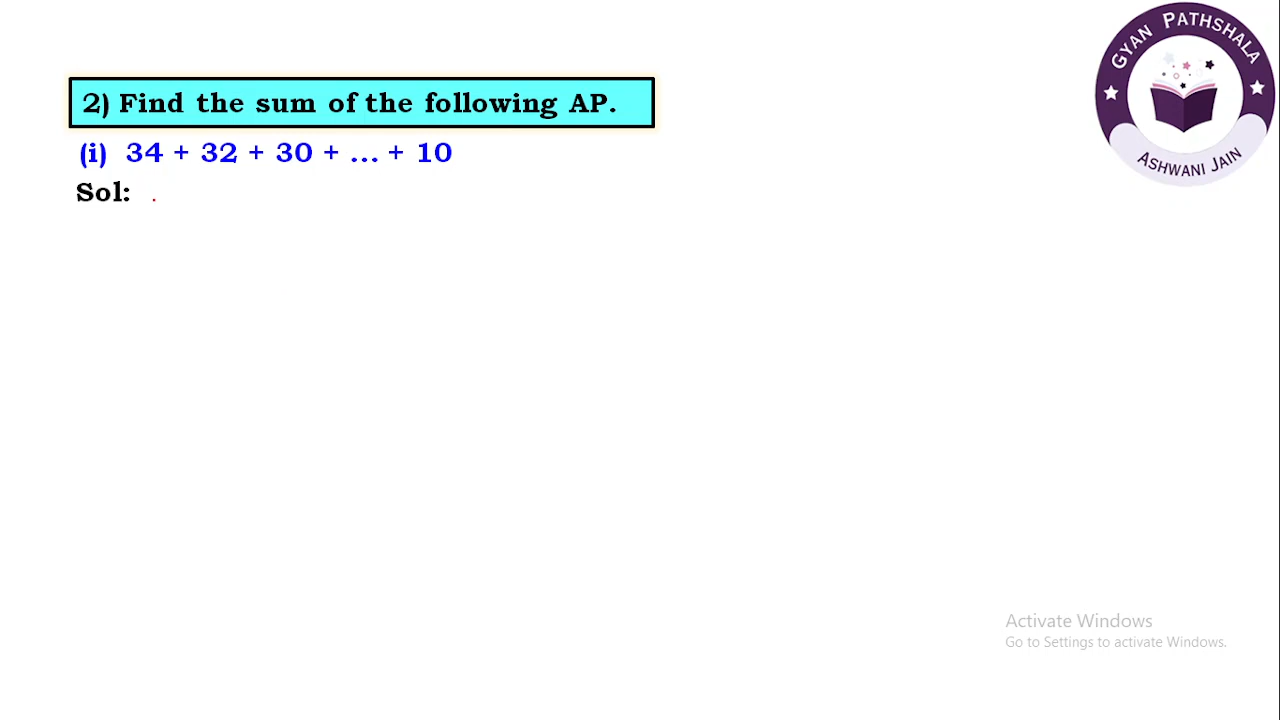 GYAN PATHSHALA
2) Find the sum of the following AP.
(i) 34 + 32 + 30 + ... + 10
ASHWANI JAIN
Sol:
Activate Windows
Go to Settings to activate Windows.